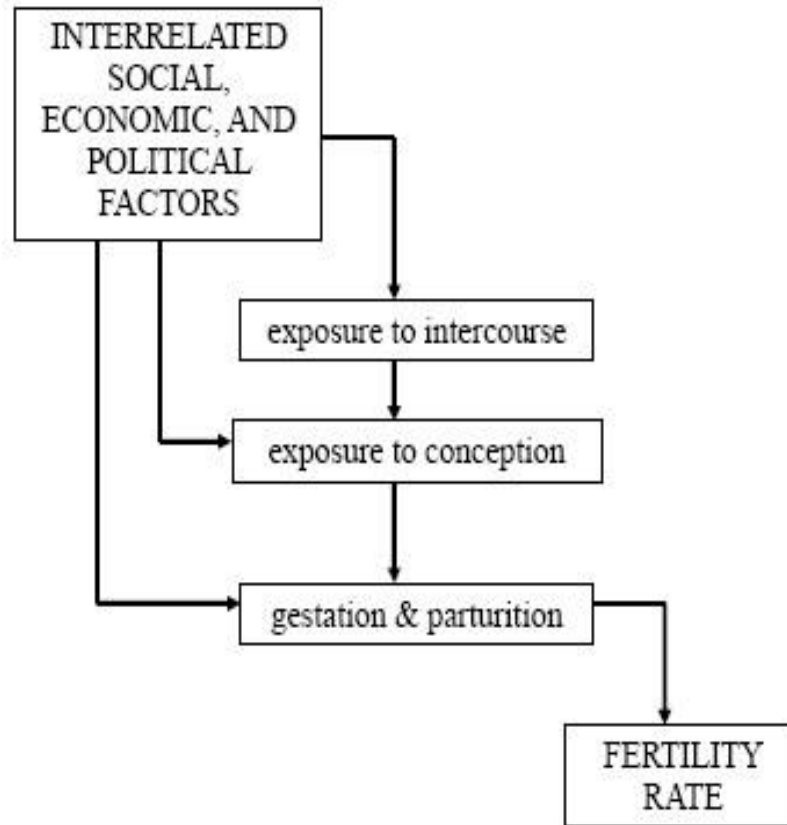 INTERRELATED
SOCIAL,
ECONOMIC, AND
POLITICAL
FACTORS
exposure to intercourse
exposure to conception
gestation & parturition
FERTILITY
RATE